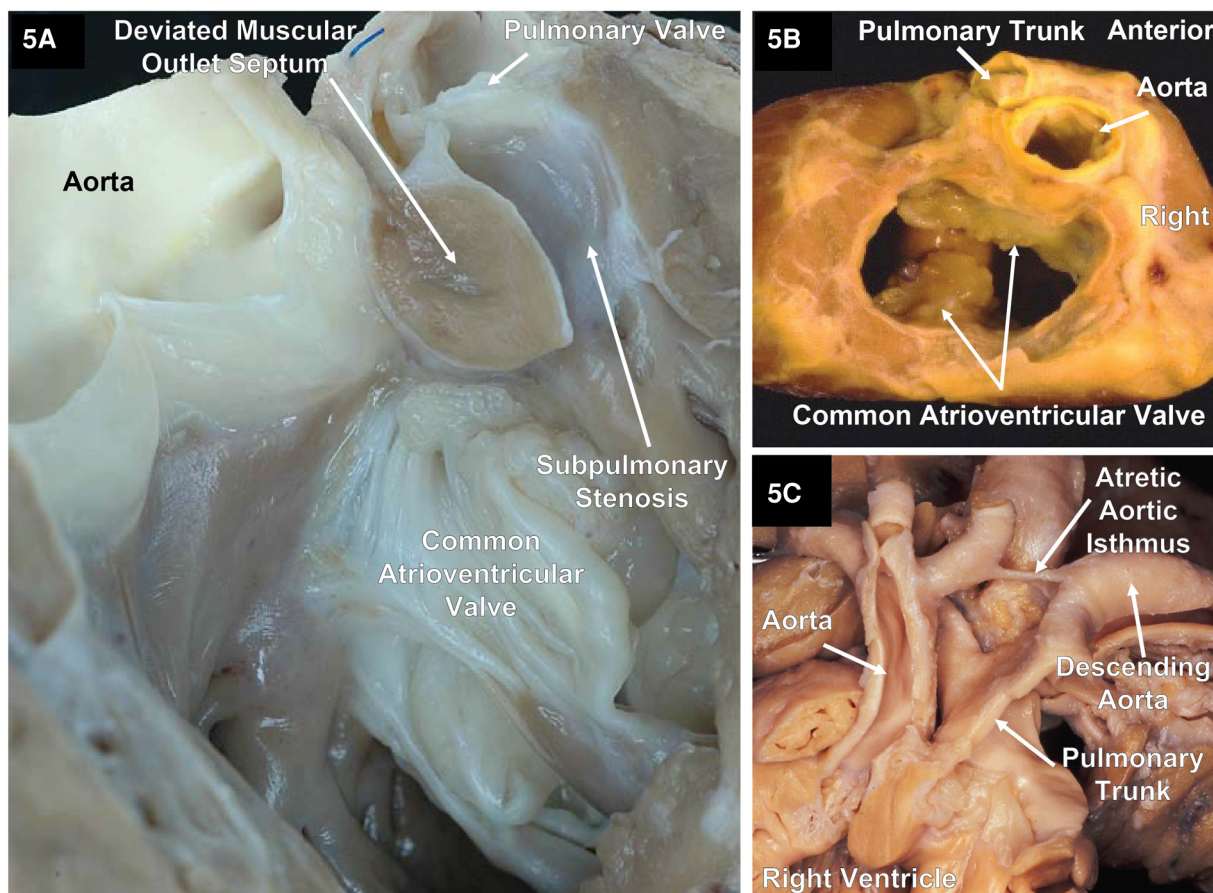 5A
Deviated Muscular
Outlet Septum
Pulmonary Valve
Aorta
Subpulmonary
Stenosis
Common
Atrioventricular
Valve
5B
Pulmonary Trunk
Anterior
Aorta
Right
Common Atrioventricular Valve
5C
Atretic
Aortic
Isthmus
Aorta
Descending
Aorta
Pulmonary
Trunk
Right Ventricle